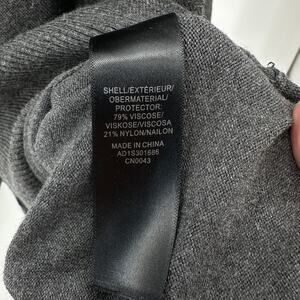 SHELL/EXTÉRIEUR/
OBERMATERIAL/
PROTECTOR:
79% VISCOSE/
VISKOSE/VISCOSA
21% NYLON/NAILON
MADE IN CHINA
AD1S301686
CN0043